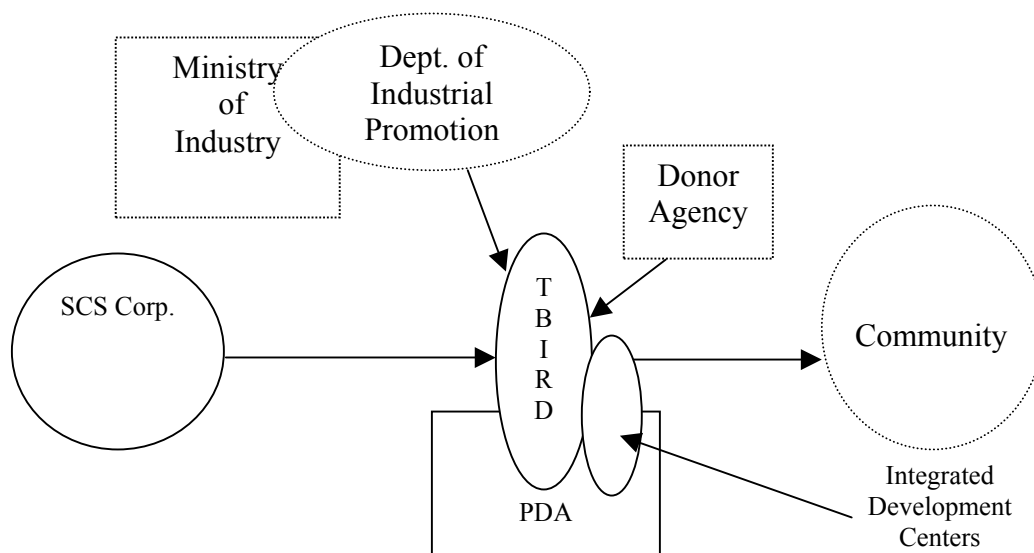 Ministry
of
Industry
Dept. of
Industrial
Promotion
Donor
Agency
SCS Corp.
T
B
I
R
D
Community
PDA
Integrated
Development
Centers